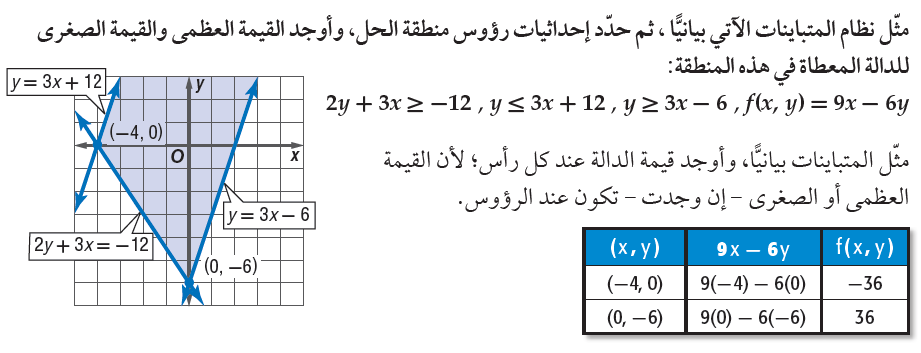 مثّل نظام المتباينات الآتي بيانيًّا ، ثم حدّد إحداثيات رؤوس منطقة الحل، وأوجد القيمة العظمى والقيمة الصغرى
للدالة المعطاة في هذه المنطقة:
2y + 3x ≥ −12 , y ≤ 3x + 12 , y ≥ 3x − 6 , f(x, y) = 9x − 6y
مثّل المتباينات بيانيًّا، وأوجد قيمة الدالة عند كل رأس؛ لأن القيمة
العظمى أو الصغرى – إن وجدت – تكون عند الرؤوس.
y = 3x + 12
y
(−4, 0)
O
x
y = 3x − 6
2y + 3x = −12
(0, −6)
(x, y) 9x − 6y f(x, y)
(−4, 0) 9(−4) − 6(0) −36
(0, −6) 9(0) − 6(−6) 36